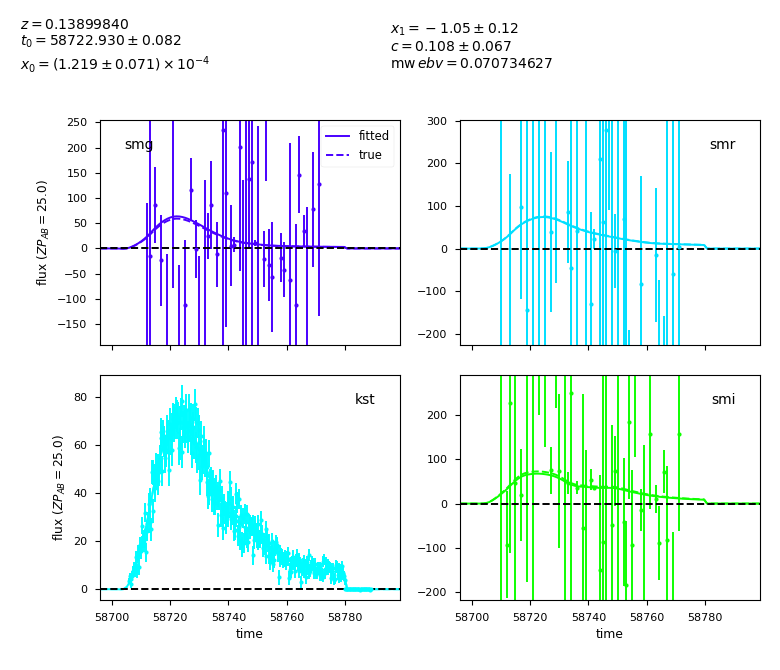 z = 0.13899840
t₀ = 58722.930 ± 0.082
x₀ = (1.219 ± 0.071) × 10⁻⁴
x₁ = −1.05 ± 0.12
c = 0.108 ± 0.067
mw ebv = 0.070734627
smg
fitted
true
flux (ZP_AB = 25.0)
250
200
150
100
50
0
−50
−100
−150
smr
300
200
100
0
−100
−200
kst
flux (ZP_AB = 25.0)
80
60
40
20
0
58700 58720 58740 58760 58780
time
smi
200
100
0
−100
−200
58700 58720 58740 58760 58780
time